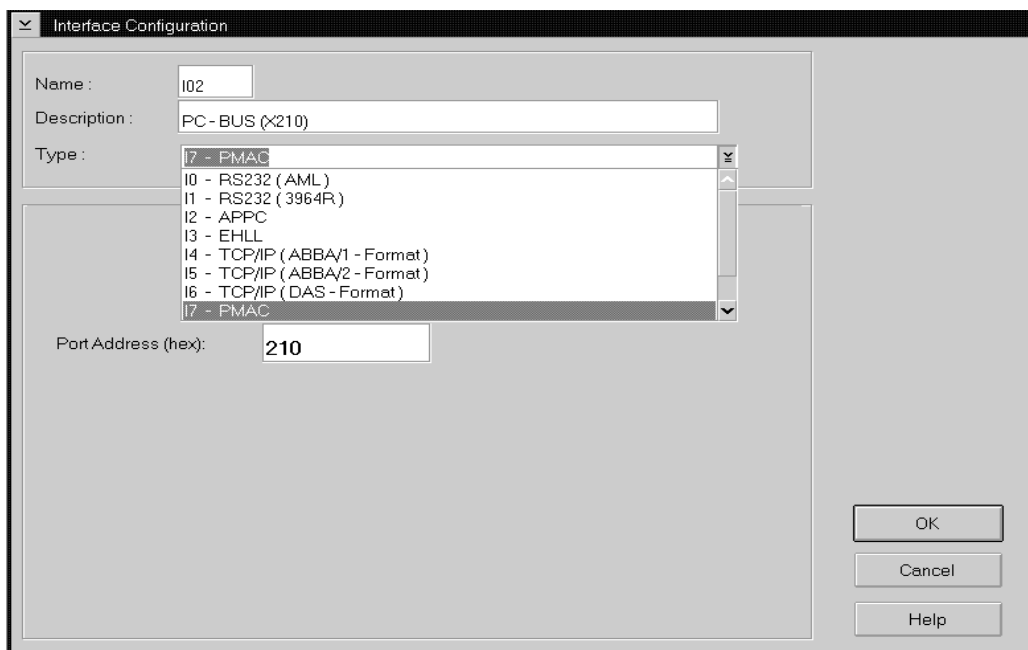 Interface Configuration
Name : I02
Description : PC - BUS (X210)
Type : I7 - PMAC
I0 - RS232 ( AML )
I1 - RS232 ( 3964R )
I2 - APPC
I3 - EHLL
I4 - TCP/IP ( ABBA/1 - Format )
I5 - TCP/IP ( ABBA/2 - Format )
I6 - TCP/IP ( DAS - Format )
I7 - PMAC
Port Address (hex): 210
OK
Cancel
Help